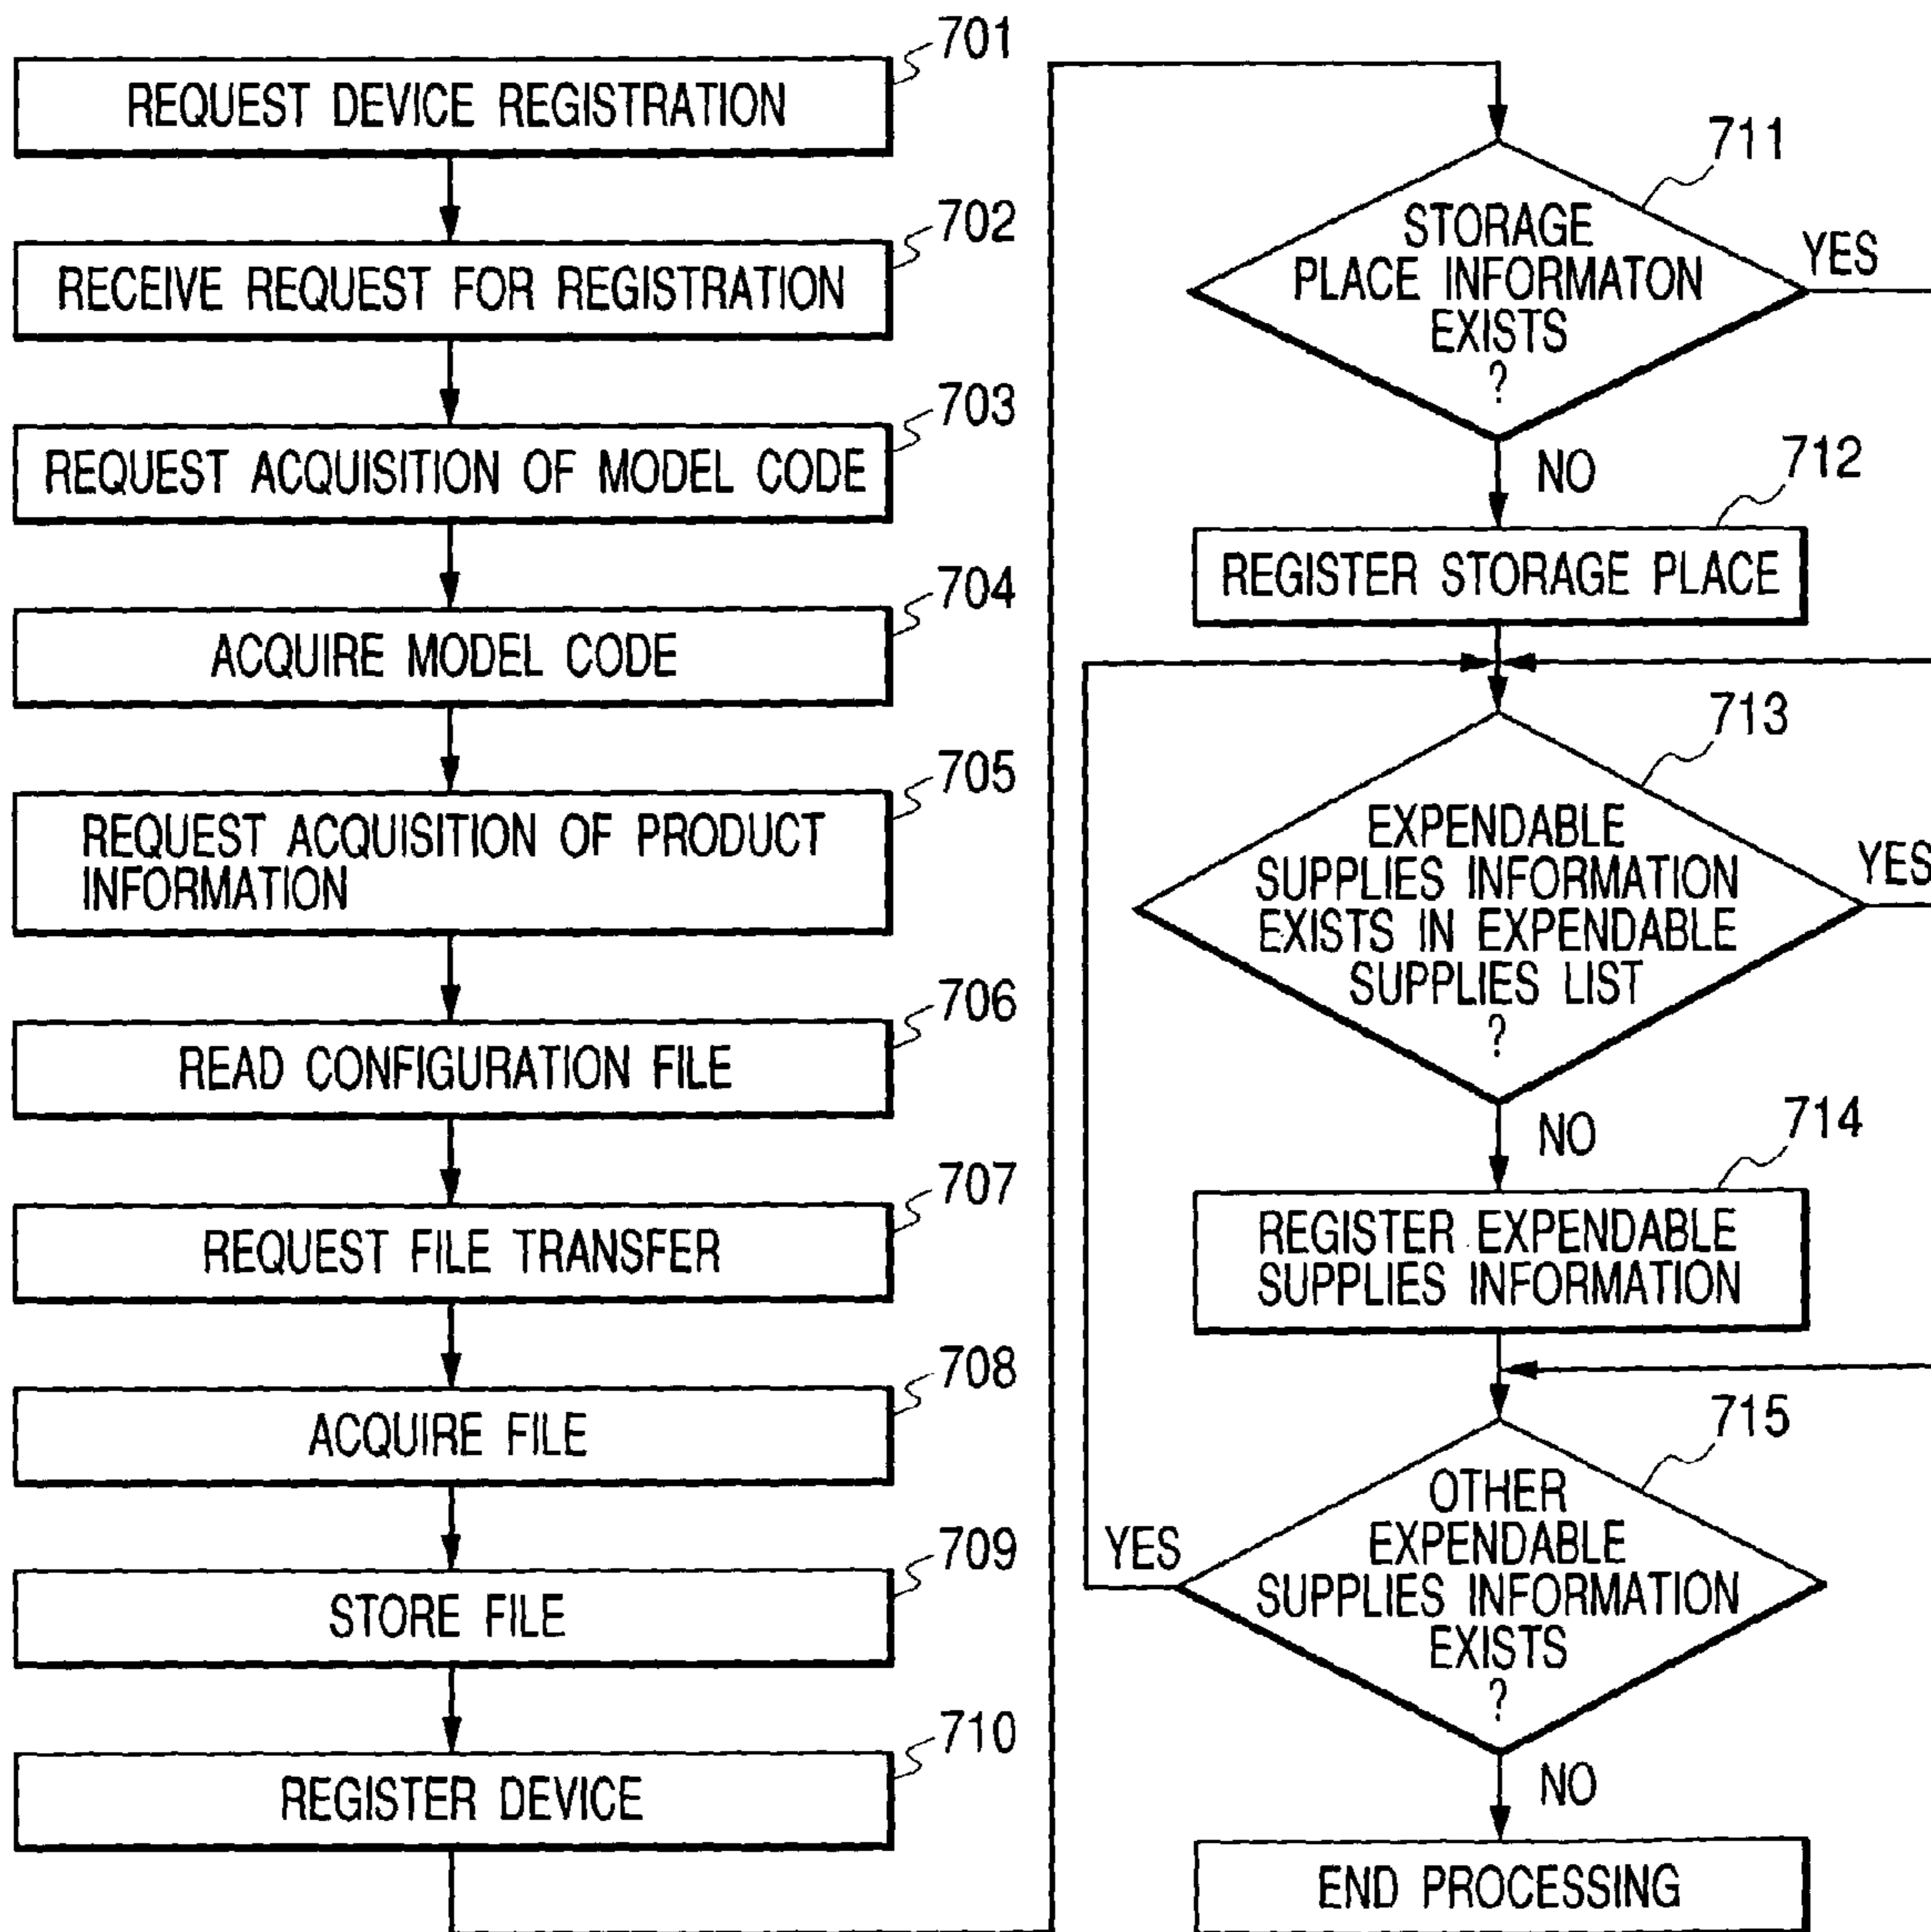 701
REQUEST DEVICE REGISTRATION
702
RECEIVE REQUEST FOR REGISTRATION
703
REQUEST ACQUISITION OF MODEL CODE
704
ACQUIRE MODEL CODE
705
REQUEST ACQUISITION OF PRODUCT
INFORMATION
706
READ CONFIGURATION FILE
707
REQUEST FILE TRANSFER
708
ACQUIRE FILE
709
STORE FILE
710
REGISTER DEVICE
711
STORAGE
PLACE INFORMATON
EXISTS
?
YES
NO
712
REGISTER STORAGE PLACE
713
EXPENDABLE
SUPPLIES INFORMATION
EXISTS IN EXPENDABLE
SUPPLIES LIST
?
YES
NO
714
REGISTER EXPENDABLE
SUPPLIES INFORMATION
715
OTHER
EXPENDABLE
SUPPLIES INFORMATION
EXISTS
?
YES
NO
END PROCESSING